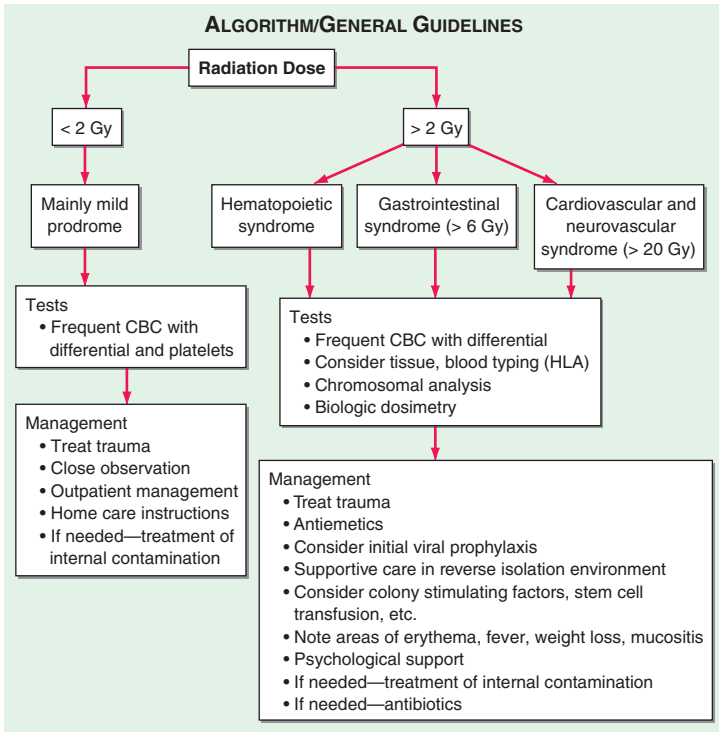 ALGORITHM/GENERAL GUIDELINES
Radiation Dose
< 2 Gy
> 2 Gy
Mainly mild
prodrome
Hematopoietic
syndrome
Gastrointestinal
syndrome (> 6 Gy)
Cardiovascular and
neurovascular
syndrome (> 20 Gy)
Tests
• Frequent CBC with
differential and platelets
Tests
• Frequent CBC with differential
• Consider tissue, blood typing (HLA)
• Chromosomal analysis
• Biologic dosimetry
Management
• Treat trauma
• Close observation
• Outpatient management
• Home care instructions
• If needed—treatment of
internal contamination
Management
• Treat trauma
• Antiemetics
• Consider initial viral prophylaxis
• Supportive care in reverse isolation environment
• Consider colony stimulating factors, stem cell
transfusion, etc.
• Note areas of erythema, fever, weight loss, mucositis
• Psychological support
• If needed—treatment of internal contamination
• If needed—antibiotics